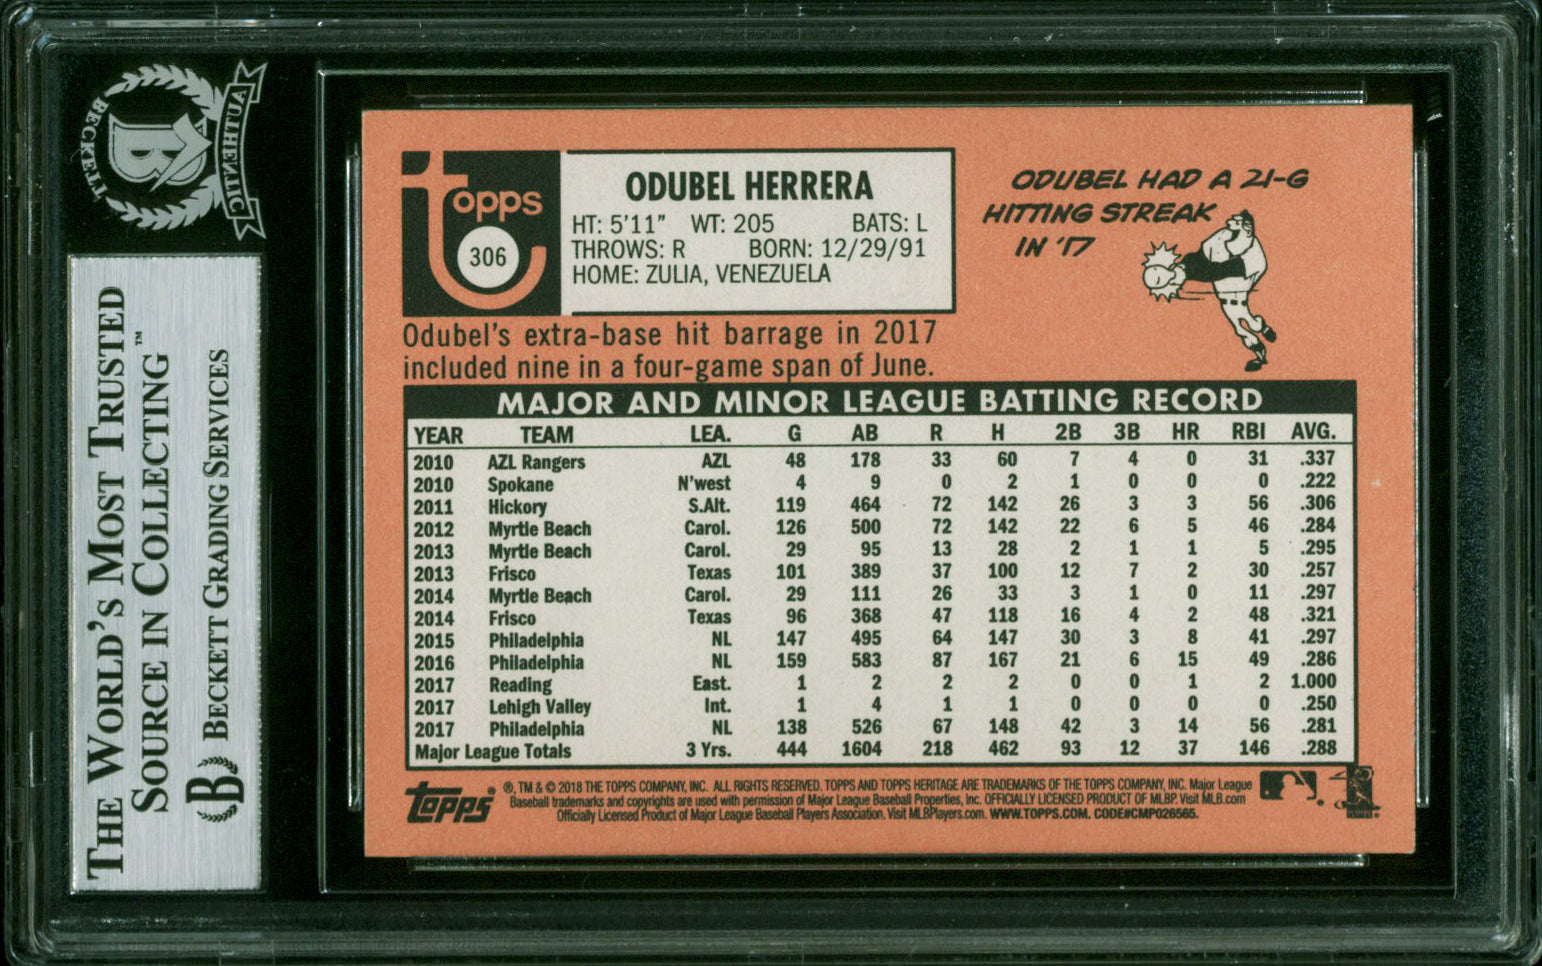 BECKETT
AUTHENTIC
B
THE WORLD'S MOST TRUSTED
SOURCE IN COLLECTING™
B BECKETT GRADING SERVICES
topps
306
ODUBEL HERRERA
HT: 5'11" WT: 205 BATS: L
THROWS: R BORN: 12/29/91
HOME: ZULIA, VENEZUELA
ODUBEL HAD A 21-G
HITTING STREAK
IN '17
Odubel's extra-base hit barrage in 2017
included nine in a four-game span of June.
MAJOR AND MINOR LEAGUE BATTING RECORD
YEAR TEAM LEA. G AB R H 2B 3B HR RBI AVG.
2010 AZL Rangers AZL 48 178 33 60 7 4 0 31 .337
2010 Spokane N'west 4 9 0 2 1 0 0 0 .222
2011 Hickory S.Alt. 119 464 72 142 26 3 3 56 .306
2012 Myrtle Beach Carol. 126 500 72 142 22 6 5 46 .284
2013 Myrtle Beach Carol. 29 95 13 28 2 1 1 5 .295
2013 Frisco Texas 101 389 37 100 12 7 2 30 .257
2014 Myrtle Beach Carol. 29 111 26 33 3 1 0 11 .297
2014 Frisco Texas 96 368 47 118 16 4 2 48 .321
2015 Philadelphia NL 147 495 64 147 30 3 8 41 .297
2016 Philadelphia NL 159 583 87 167 21 6 15 49 .286
2017 Reading East. 1 2 2 2 0 0 1 2 1.000
2017 Lehigh Valley Int. 1 4 1 1 0 0 0 0 .250
2017 Philadelphia NL 138 526 67 148 42 3 14 56 .281
Major League Totals 3 Yrs. 444 1604 218 462 93 12 37 146 .288
topps®
®, TM & © 2018 THE TOPPS COMPANY, INC. ALL RIGHTS RESERVED. TOPPS AND TOPPS HERITAGE ARE TRADEMARKS OF THE TOPPS COMPANY, INC. Major League
Baseball trademarks and copyrights are used with permission of Major League Baseball Properties, Inc. OFFICIALLY LICENSED PRODUCT OF MLBP. Visit MLB.com
Officially Licensed Product of Major League Baseball Players Association. Visit MLBPlayers.com. WWW.TOPPS.COM. CODE#CMP026565.